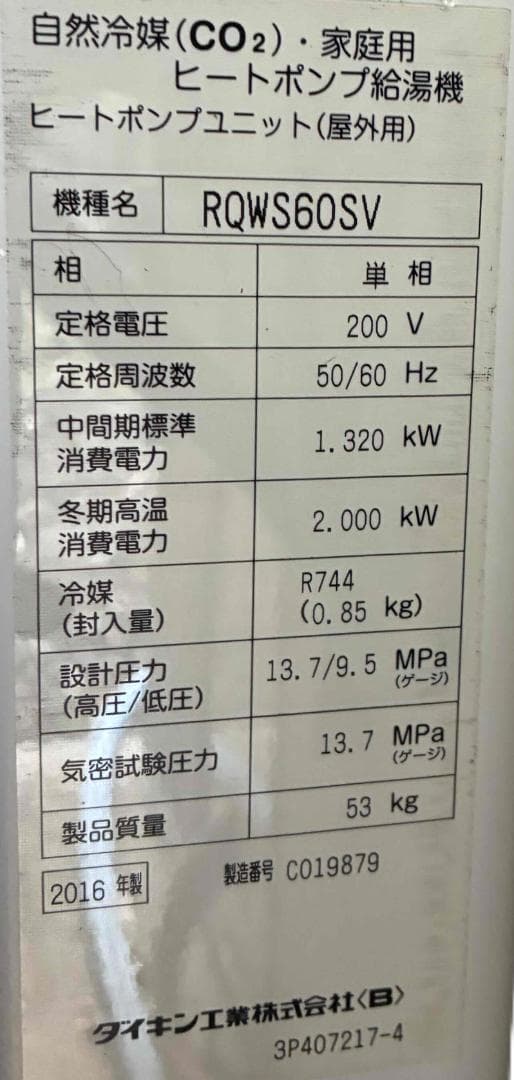 自然冷媒(CO2)・家庭用
ヒートポンプ給湯機
ヒートポンプユニット(屋外用)
機種名 RQWS60SV
相 単相
定格電圧 200 V
定格周波数 50/60 Hz
中間期標準
消費電力 1.320 kW
冬期高温
消費電力 2.000 kW
冷媒 R744
(封入量) (0.85 kg)
設計圧力 13.7/9.5 MPa
(高圧/低圧) (ゲージ)
気密試験圧力 13.7 MPa
(ゲージ)
製品質量 53 kg
2016 年製 製造番号 C019879
ダイキン工業株式会社〈B〉
3P407217-4